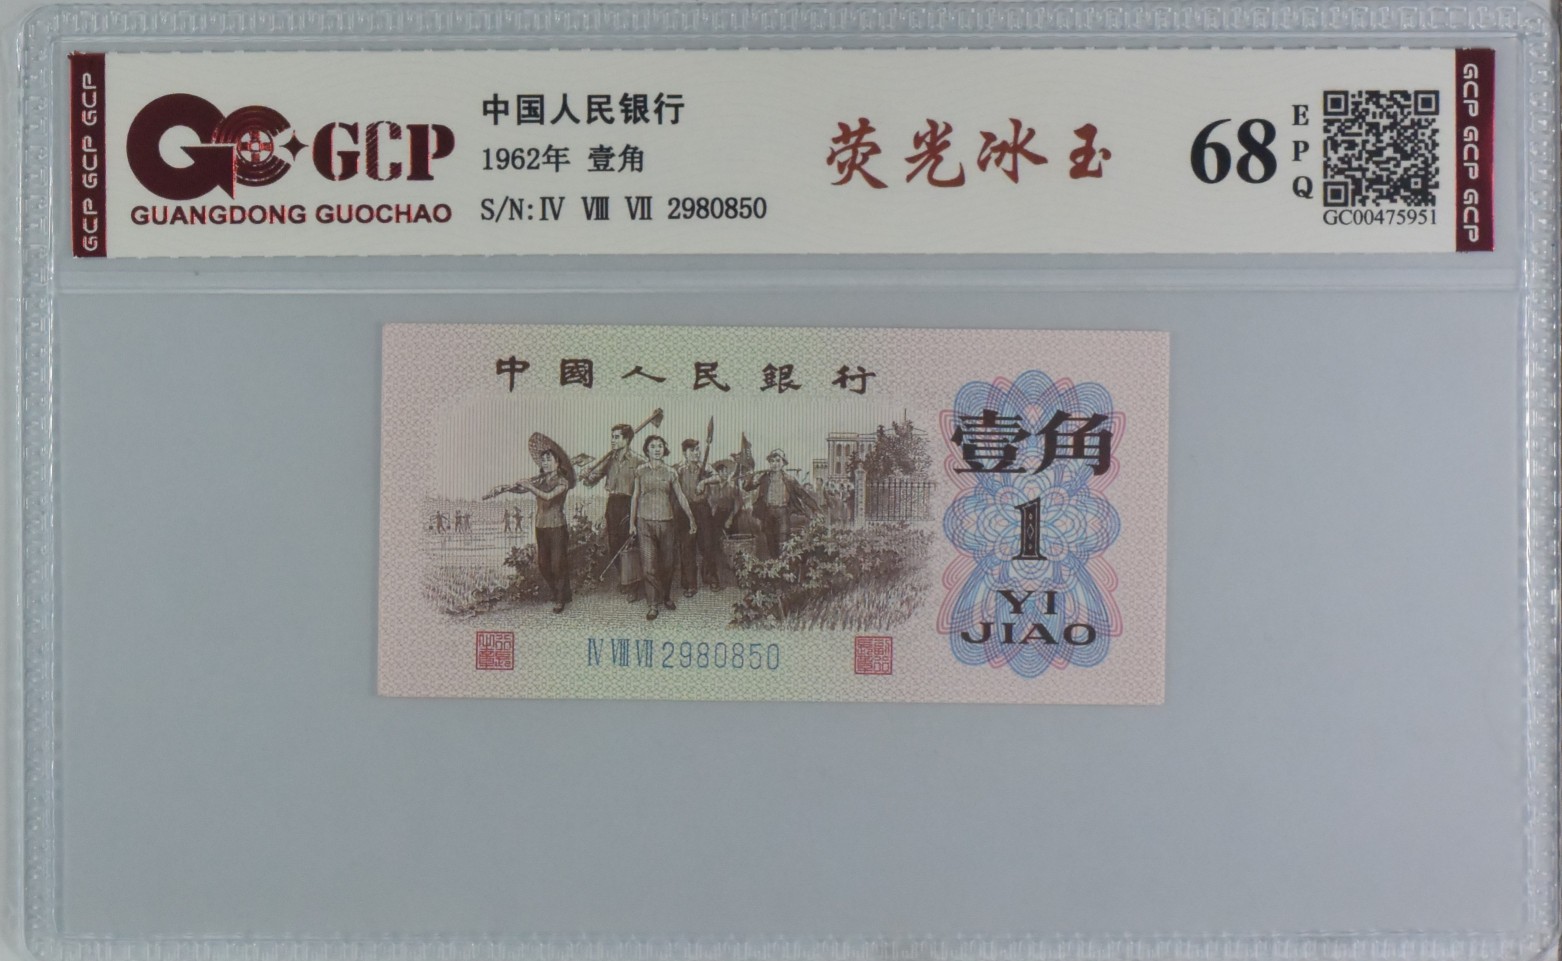 GCP GCP GCP
GCP
GUANGDONG GUOCHAO
中国人民银行
1962年 壹角
S/N: Ⅳ Ⅷ Ⅶ 2980850
荧光冰玉
68
EPQ
GC00475951
GCP GCP GCP
中國人民銀行
壹角
1
YI
JIAO
Ⅳ Ⅷ Ⅶ 2980850